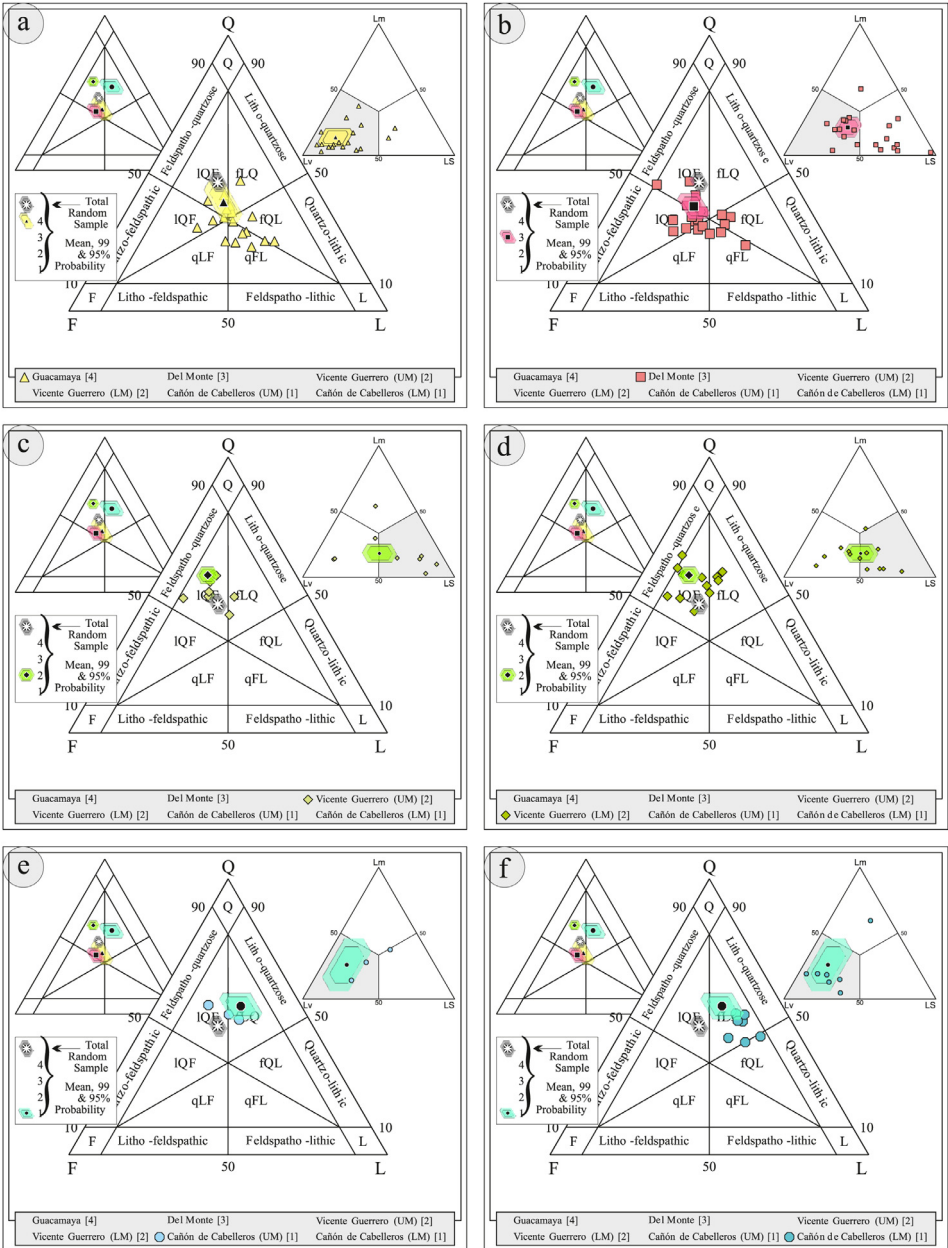 a
Q
90
90
Feldspatho -quartzose
Lith o-quartzose
Lm
50
50
Lv
50
LS
50
50
lQF
fLQ
tzo-feldspath ic
Quartzo-lith ic
lQF
fQL
qLF
qFL
Total
Random
Sample
4
3
2
1
Mean, 99
& 95%
Probability
10
10
F
Litho -feldspathic
Feldspatho -lithic
L
F
50
L
Guacamaya [4] Del Monte [3] Vicente Guerrero (UM) [2]
Vicente Guerrero (LM) [2] Cañón de Cabelleros (UM) [1] Cañón de Cabelleros (LM) [1]
b
Q
90
90
Feldspatho -quartzose
Lith o-quartzos e
Lm
50
50
Lv
50
LS
50
50
lQF
fLQ
tzo-feldspath ic
Quartzo-lith ic
lQ
fQL
qLF
qFL
Total
Random
Sample
4
3
2
1
Mean, 99
& 95%
Probability
10
10
F
Litho -feldspathic
Feldspatho -lithic
L
F
50
L
Guacamaya [4] Del Monte [3] Vicente Guerrero (UM) [2]
Vicente Guerrero (LM) [2] Cañón de Cabelleros (UM) [1] Cañón de Cabelleros (LM) [1]
c
Q
90
90
Feldspatho -quartzose
Lith o-quartzose
Lm
50
50
Lv
50
LS
50
50
lQF
fLQ
tzo-feldspath ic
Quartzo-lith ic
lQF
fQL
qLF
qFL
Total
Random
Sample
4
3
2
1
Mean, 99
& 95%
Probability
10
10
F
Litho -feldspathic
Feldspatho -lithic
L
F
50
L
Guacamaya [4] Del Monte [3] Vicente Guerrero (UM) [2]
Vicente Guerrero (LM) [2] Cañón de Cabelleros (UM) [1] Cañón de Cabelleros (LM) [1]
d
Q
90
90
Feldspatho -quartzos e
Lith o-quartzose
Lm
50
50
Lv
50
LS
50
50
lQF
fLQ
tzo-feldspath ic
Quartzo-lith ic
lQF
fQL
qLF
qFL
Total
Random
Sample
4
3
2
1
Mean, 99
& 95%
Probability
10
10
F
Litho -feldspathic
Feldspatho -lithic
L
F
50
L
Guacamaya [4] Del Monte [3] Vicente Guerrero (UM) [2]
Vicente Guerrero (LM) [2] Cañón de Cabelleros (UM) [1] Cañón de Cabelleros (LM) [1]
e
Q
90
90
Feldspatho -quartzose
Lith o-quartzose
Lm
50
50
Lv
50
LS
50
50
lQF
Q
tzo-feldspath ic
Quartzo-lith ic
lQF
fQL
qLF
qFL
Total
Random
Sample
4
3
2
1
Mean, 99
& 95%
Probability
10
10
F
Litho -feldspathic
Feldspatho -lithic
L
F
50
L
Guacamaya [4] Del Monte [3] Vicente Guerrero (UM) [2]
Vicente Guerrero (LM) [2] Cañón de Cabelleros (UM) [1] Cañón de Cabelleros (LM) [1]
f
Q
90
90
Feldspatho -quartzose
Lith o-quartzose
Lm
50
50
Lv
50
LS
50
50
lQF
fL
tzo-feldspath ic
Quartzo-lith ic
lQF
fQL
qLF
qFL
Total
Random
Sample
4
3
2
1
Mean, 99
& 95%
Probability
10
10
F
Litho -feldspathic
Feldspatho -lithic
L
F
50
L
Guacamaya [4] Del Monte [3] Vicente Guerrero (UM) [2]
Vicente Guerrero (LM) [2] Cañón de Cabelleros (UM) [1] Cañón de Cabelleros (LM) [1]